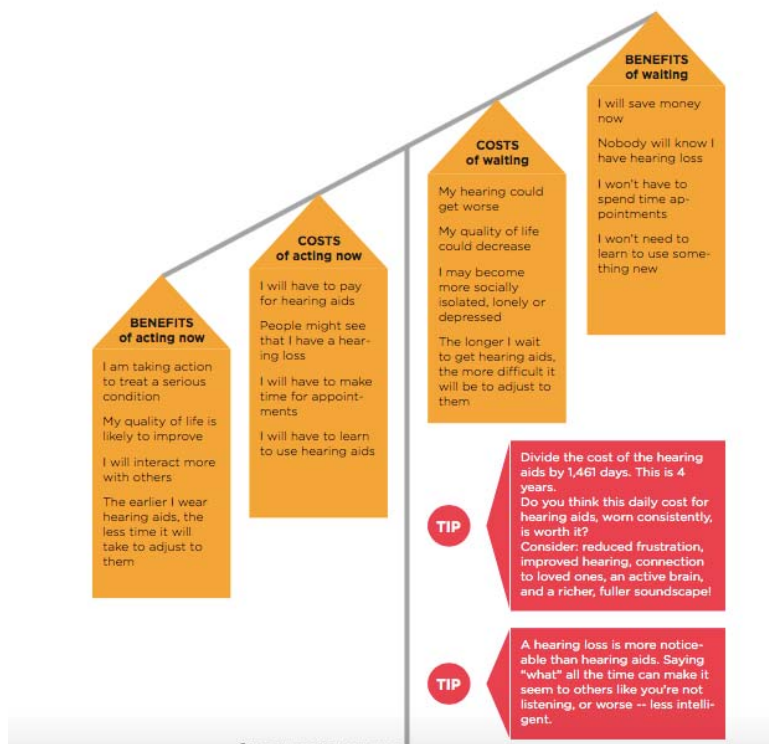 BENEFITS
of waiting
I will save money
now
Nobody will know I
have hearing loss
I won't have to
spend time ap-
pointments
I won't need to
learn to use some-
thing new
COSTS
of waiting
My hearing could
get worse
My quality of life
could decrease
I may become
more socially
isolated, lonely or
depressed
The longer I wait
to get hearing aids,
the more difficult it
will be to adjust to
them
COSTS
of acting now
I will have to pay
for hearing aids
People might see
that I have a hear-
ing loss
I will have to make
time for appoint-
ments
I will have to learn
to use hearing aids
BENEFITS
of acting now
I am taking action
to treat a serious
condition
My quality of life is
likely to improve
I will interact more
with others
The earlier I wear
hearing aids, the
less time it will
take to adjust to
them
TIP
Divide the cost of the hearing
aids by 1,461 days. This is 4
years.
Do you think this daily cost for
hearing aids, worn consistently,
is worth it?
Consider: reduced frustration,
improved hearing, connection
to loved ones, an active brain,
and a richer, fuller soundscape!
TIP
A hearing loss is more notice-
able than hearing aids. Saying
"what" all the time can make it
seem to others like you're not
listening, or worse -- less intelli-
gent.